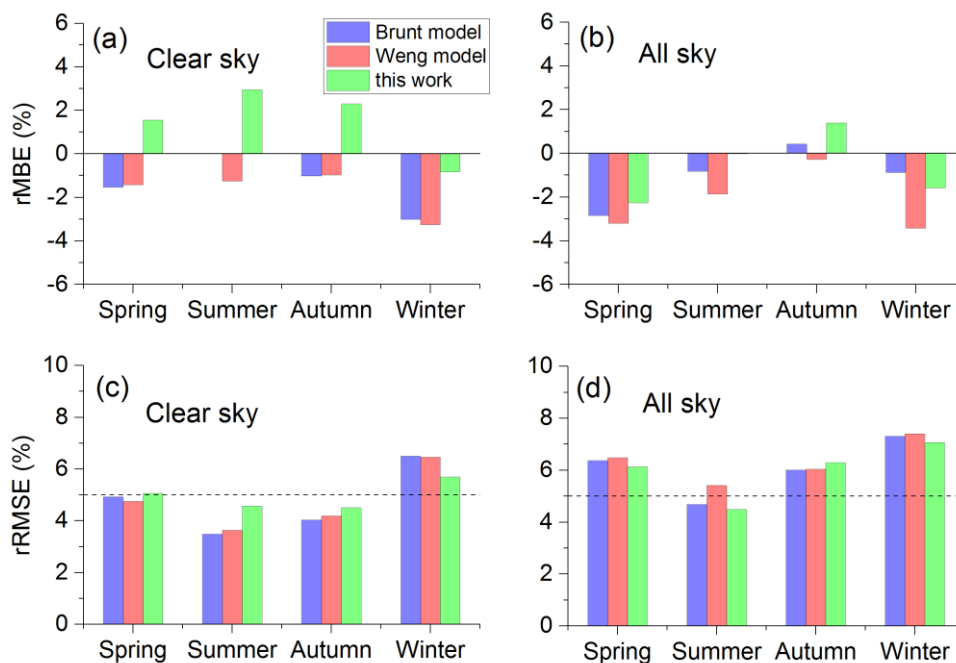 (a)
Clear sky
Brunt model
Weng model
this work
rMBE (%)
6
4
2
0
-2
-4
-6
Spring Summer Autumn Winter
(b)
All sky
6
4
2
0
-2
-4
-6
Spring Summer Autumn Winter
(c)
Clear sky
rRMSE (%)
10
8
6
4
2
0
Spring Summer Autumn Winter
(d)
All sky
10
8
6
4
2
0
Spring Summer Autumn Winter